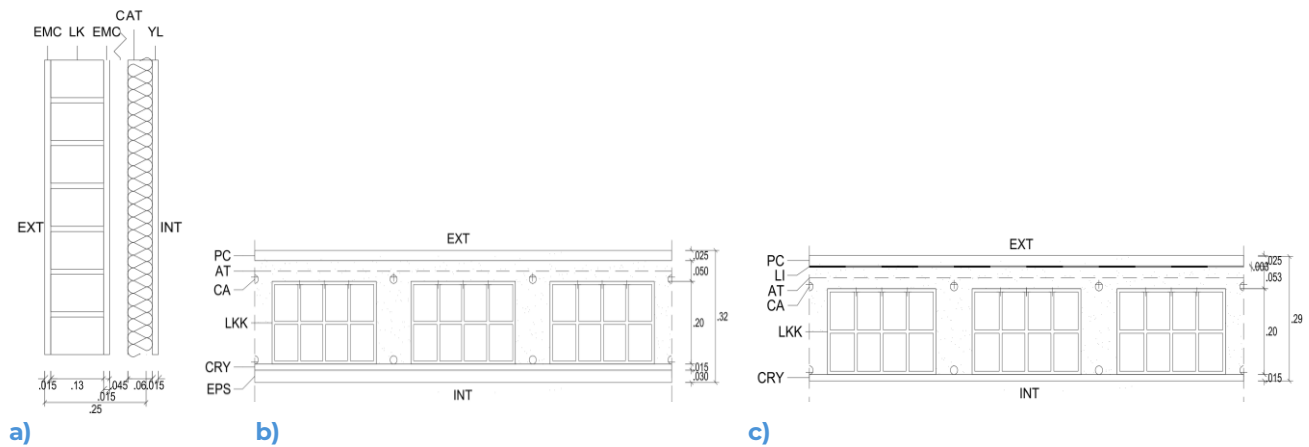 CAT
EMC LK EMC YL
EXT INT
.015 .13 .045 .06 .015
.015
.25
a)
EXT
PC
AT
CA
LKK
CRY
EPS
INT
.025
.050
.20
.32
.015
.030
b)
EXT
PC
LI
AT
CA
LKK
CRY
INT
.025
.003
.053
.20
.29
.015
c)